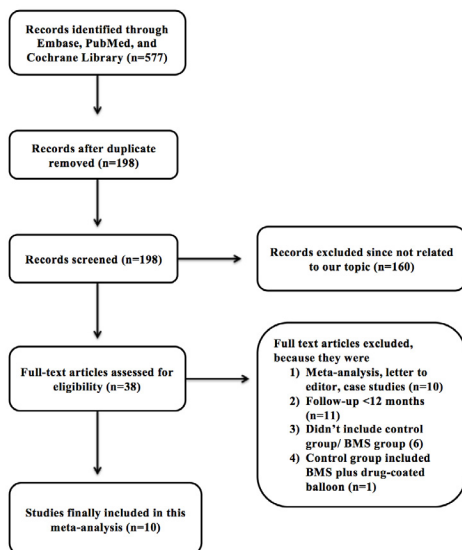 Records identified through
Embase, PubMed, and
Cochrane Library (n=577)
Records after duplicate
removed (n=198)
Records screened (n=198)
Records excluded since not related
to our topic (n=160)
Full-text articles assessed for
eligibility (n=38)
Full text articles excluded,
because they were
1) Meta-analysis, letter to
editor, case studies (n=10)
2) Follow-up <12 months
(n=11)
3) Didn't include control
group/ BMS group (6)
4) Control group included
BMS plus drug-coated
balloon (n=1)
Studies finally included in this
meta-analysis (n=10)